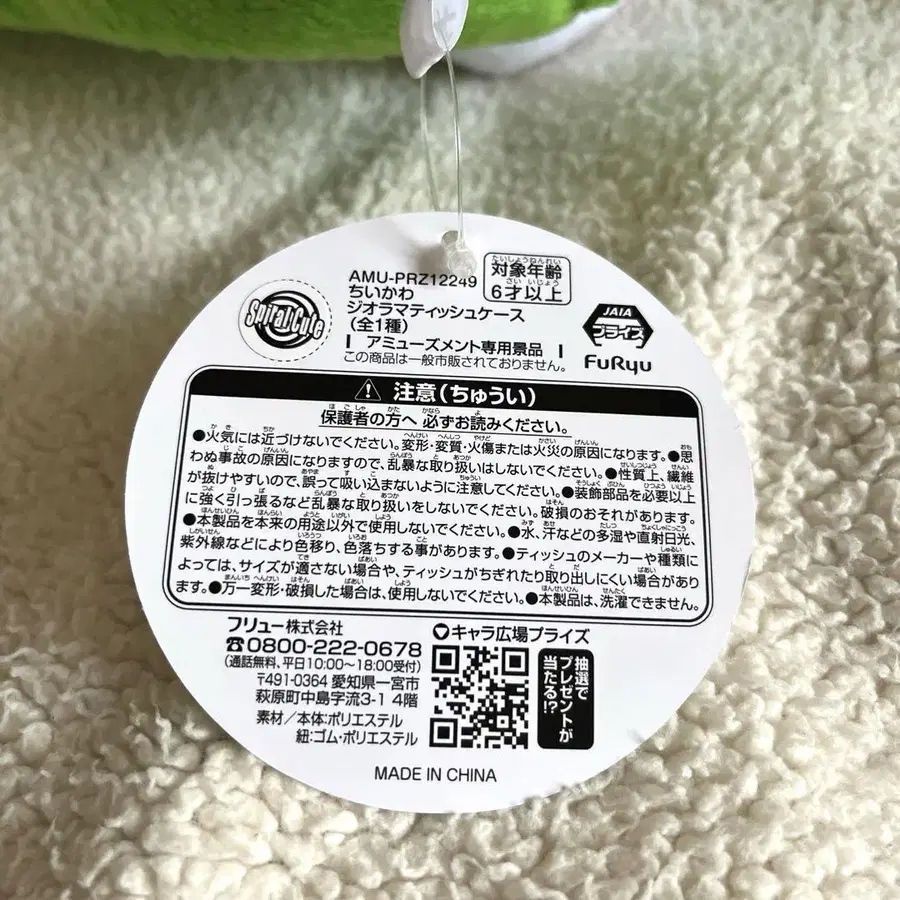 AMU-PRZ12249
ちいかわ
ジオラマティッシュケース
(全1種)
アミューズメント専用景品
この商品は一般市販されておりません。
対象年齢
6才以上
SpiralCute
JAIA
プライズ
FuRyu
注意(ちゅうい)
保護者の方へ 必ずお読みください。
●火気には近づけないでください。変形・変質・火傷または火災の原因になります。●思
わぬ事故の原因になりますので、乱暴な取り扱いはしないでください。●性質上、繊維
が抜けやすいので、誤って吸い込まないように注意してください。●装飾部品を必要以上
に強く引っ張るなど乱暴な取り扱いをしないでください。破損のおそれがあります。
●本製品を本来の用途以外で使用しないでください。●水、汗などの多湿や直射日光、
紫外線などにより色移り、色落ちする事があります。●ティッシュのメーカーや種類に
よっては、サイズが適さない場合や、ティッシュがちぎれたり取り出しにくい場合があり
ます。●万一変形・破損した場合は、使用しないでください。●本製品は、洗濯できません。
フリュー株式会社
☎0800-222-0678
(通話無料、平日10:00~18:00受付)
〒491-0364 愛知県一宮市
萩原町中島字流3-1 4階
素材/本体:ポリエステル
紐:ゴム・ポリエステル
キャラ広場プライズ
抽選で
プレゼントが
当たる!?
MADE IN CHINA